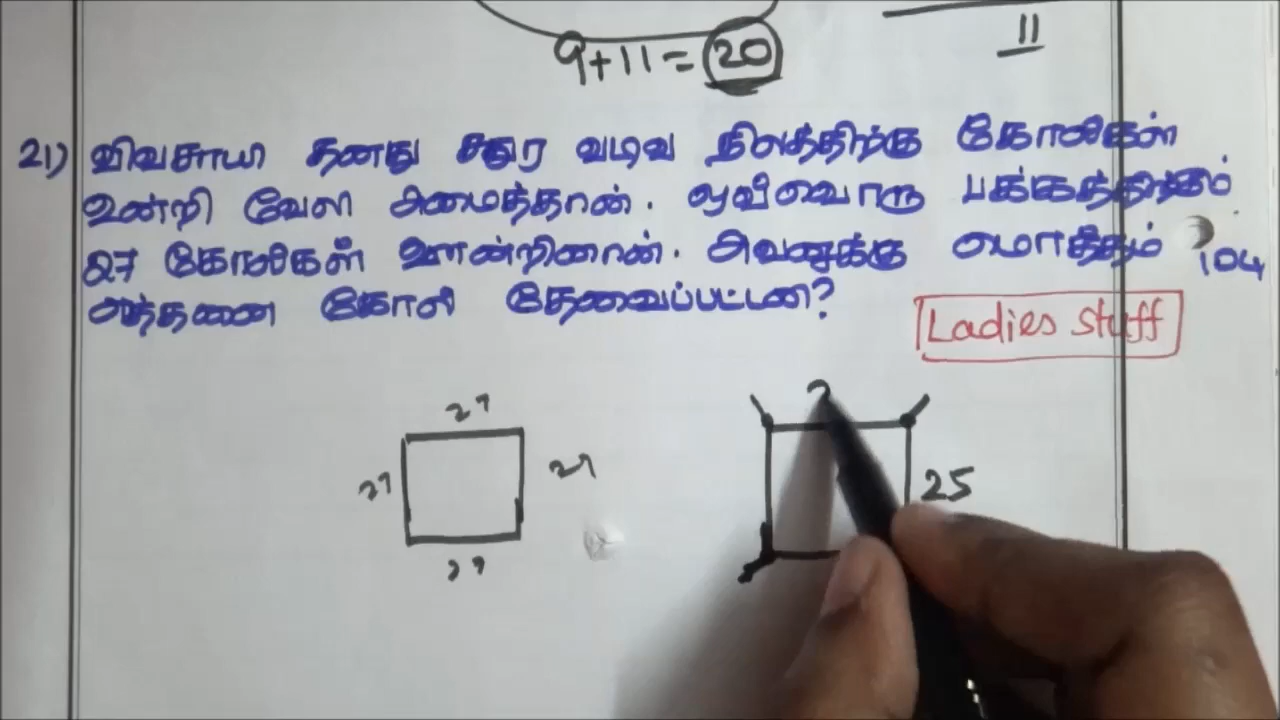 11
9+11=20
21) விவசாயி தனது சதுர வடிவ நிலத்திற்கு கோலிகள்
ஊன்றி வேலி அமைத்தான். ஒவ்வொரு பக்கத்திற்கும்
27 கோலிகள் ஊன்றினான். அவனுக்கு மொத்தம் 104
எத்தனை கோலி தேவைப்பட்டன?
Ladies stuff
27
27 27
25
27